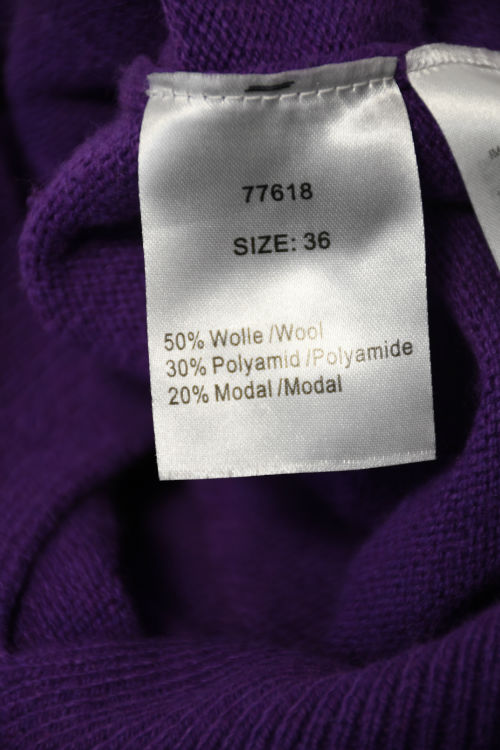 77618
SIZE: 36
50% Wolle /Wool
30% Polyamid /Polyamide
20% Modal /Modal